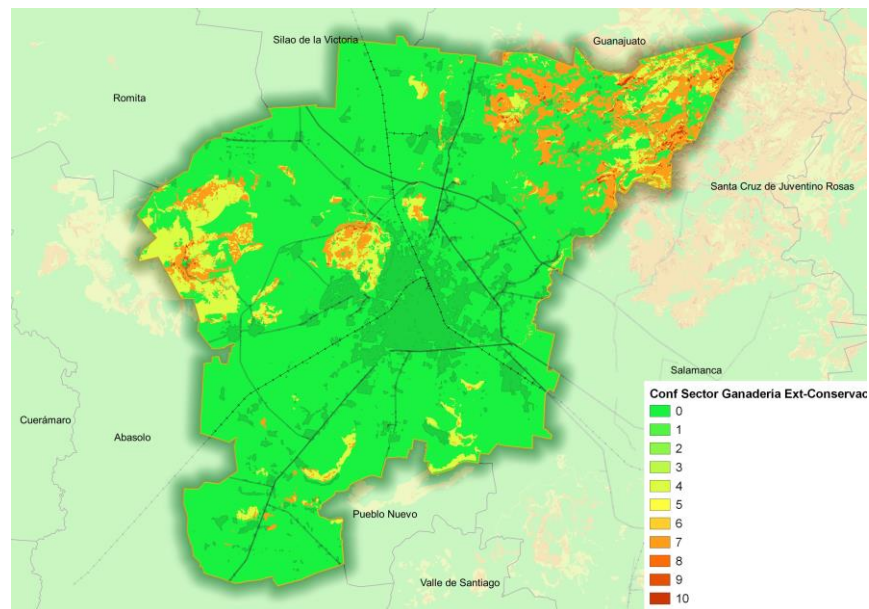 Silao de la Victoria
Guanajuato
Romita
Santa Cruz de Juventino Rosas
Salamanca
Cuerámaro
Abasolo
Pueblo Nuevo
Valle de Santiago
Conf Sector Ganaderia Ext-Conservac
0
1
2
3
4
5
6
7
8
9
10